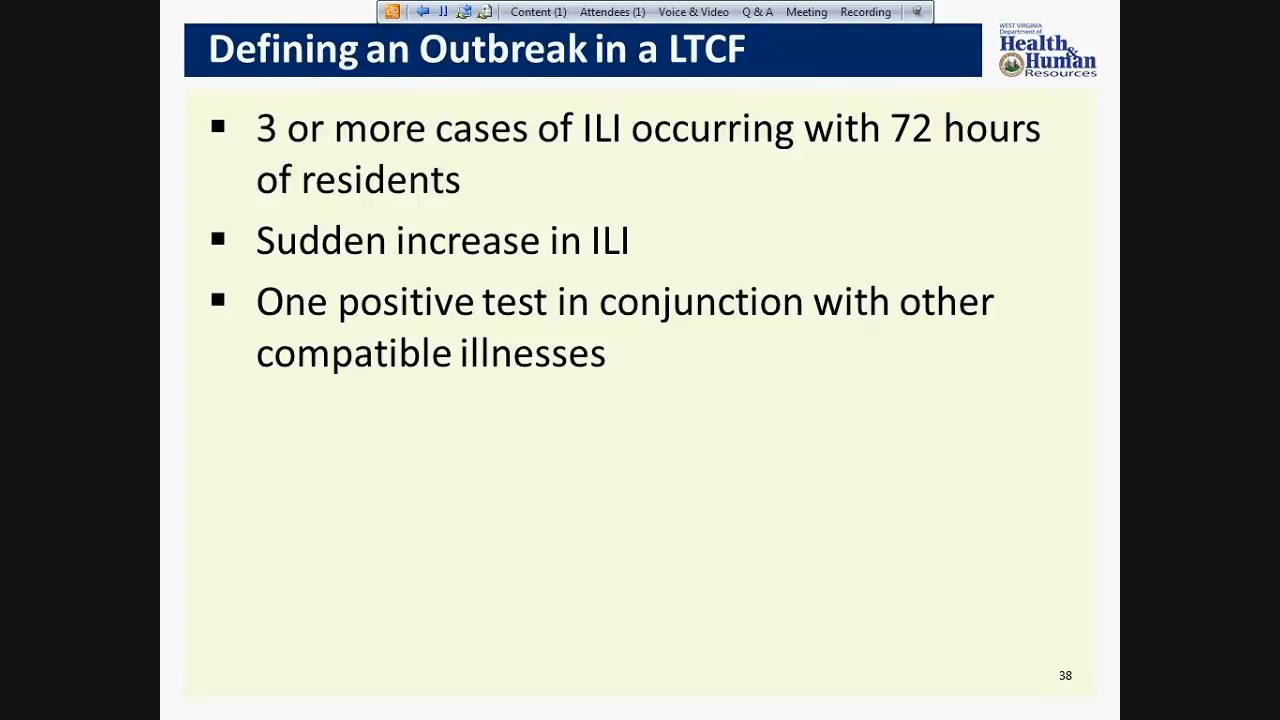 Content (1) Attendees (1) Voice & Video Q & A Meeting Recording
Defining an Outbreak in a LTCF
WEST VIRGINIA
Department of
Health
&
Human
Resources
▪ 3 or more cases of ILI occurring with 72 hours
of residents
▪ Sudden increase in ILI
▪ One positive test in conjunction with other
compatible illnesses
38